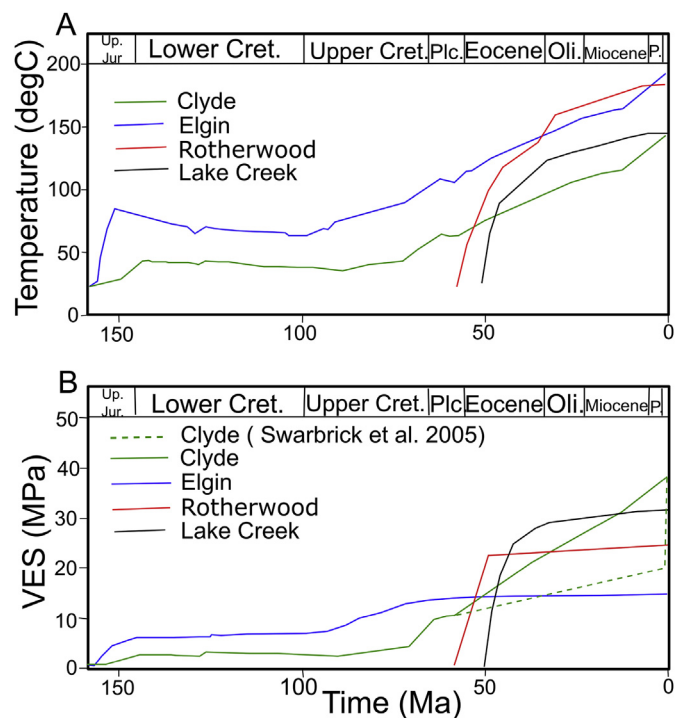 A
Up. Jur Lower Cret. Upper Cret. Plc. Eocene Oli. Miocene P.
200
150
100
50
0
Temperature (degC)
Clyde
Elgin
Rotherwood
Lake Creek
150 100 50 0
B
Up. Jur. Lower Cret. Upper Cret. Plc Eocene Oli. Miocene P.
50
40
30
20
10
0
VES (MPa)
Clyde ( Swarbrick et al. 2005)
Clyde
Elgin
Rotherwood
Lake Creek
150 100 50 0
Time (Ma)